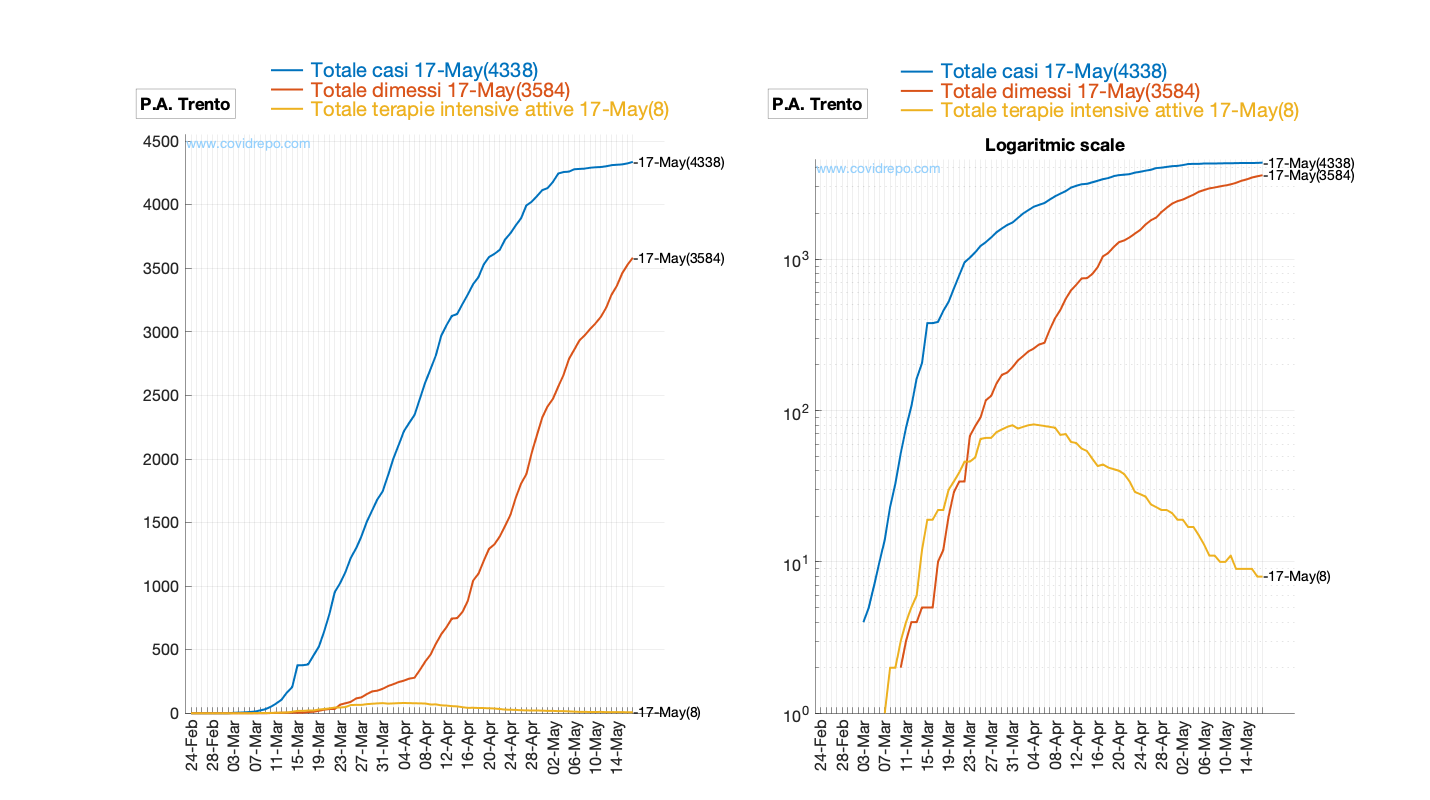 P.A. Trento
Totale casi 17-May(4338)
Totale dimessi 17-May(3584)
Totale terapie intensive attive 17-May(8)
www.covidrepo.com
4500
4000
3500
3000
2500
2000
1500
1000
500
0
-17-May(4338)
-17-May(3584)
-17-May(8)
24-Feb
28-Feb
03-Mar
07-Mar
11-Mar
15-Mar
19-Mar
23-Mar
27-Mar
31-Mar
04-Apr
08-Apr
12-Apr
16-Apr
20-Apr
24-Apr
28-Apr
02-May
06-May
10-May
14-May
P.A. Trento
Totale casi 17-May(4338)
Totale dimessi 17-May(3584)
Totale terapie intensive attive 17-May(8)
Logaritmic scale
www.covidrepo.com
10³
10²
10¹
10⁰
-17-May(4338)
-17-May(3584)
-17-May(8)
24-Feb
28-Feb
03-Mar
07-Mar
11-Mar
15-Mar
19-Mar
23-Mar
27-Mar
31-Mar
04-Apr
08-Apr
12-Apr
16-Apr
20-Apr
24-Apr
28-Apr
02-May
06-May
10-May
14-May